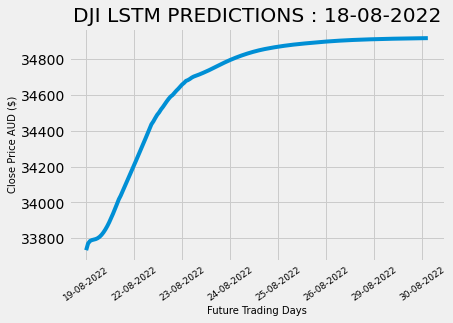 DJI LSTM PREDICTIONS : 18-08-2022
Close Price AUD ($)
34800
34600
34400
34200
34000
33800
19-08-2022 22-08-2022 23-08-2022 24-08-2022 25-08-2022 26-08-2022 29-08-2022 30-08-2022
Future Trading Days